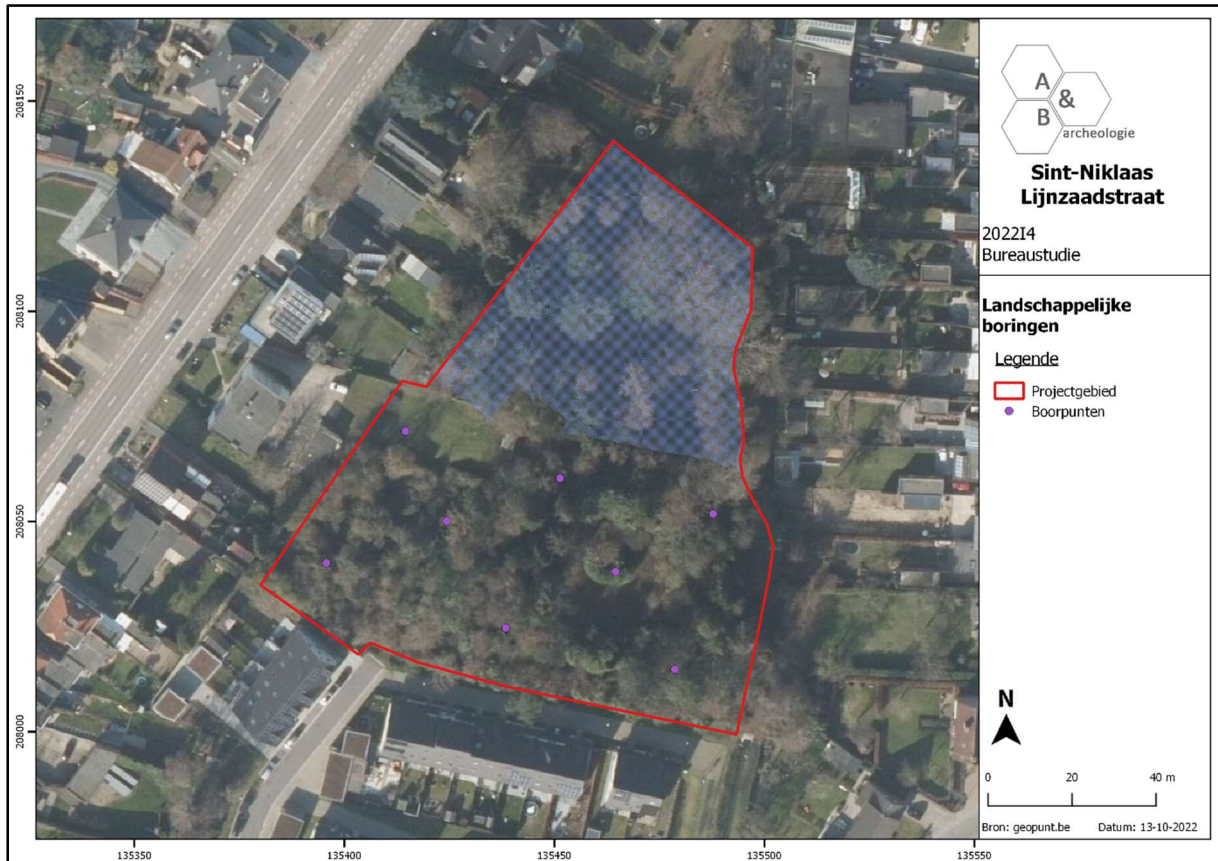 A
&
B
archeologie
Sint-Niklaas
Lijnzaadstraat
2022I4
Bureaustudie
Landschappelijke
boringen
Legende
Projectgebied
Boorpunten
N
0 20 40 m
Bron: geopunt.be Datum: 13-10-2022
208150
208100
208050
208000
135350 135400 135450 135500 135550